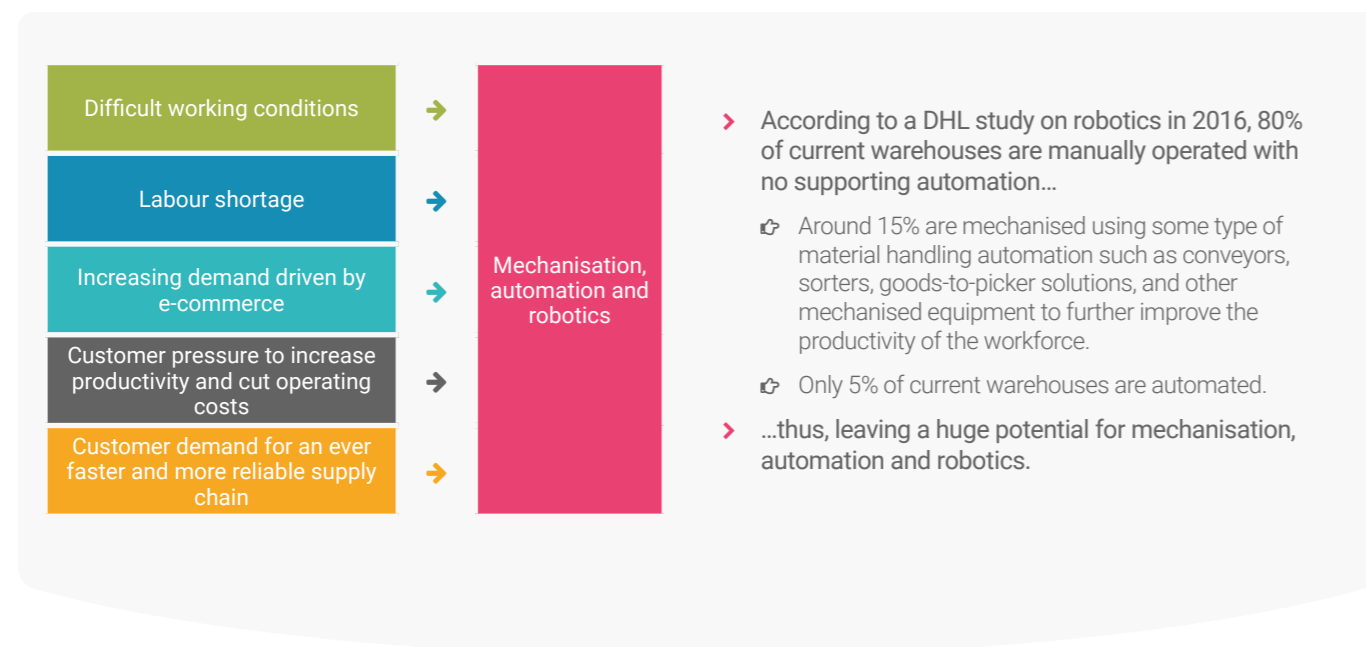 Difficult working conditions
Labour shortage
Increasing demand driven by
e-commerce
Customer pressure to increase
productivity and cut operating
costs
Customer demand for an ever
faster and more reliable supply
chain
Mechanisation,
automation and
robotics
According to a DHL study on robotics in 2016, 80%
of current warehouses are manually operated with
no supporting automation…
Around 15% are mechanised using some type of
material handling automation such as conveyors,
sorters, goods-to-picker solutions, and other
mechanised equipment to further improve the
productivity of the workforce.
Only 5% of current warehouses are automated.
…thus, leaving a huge potential for mechanisation,
automation and robotics.